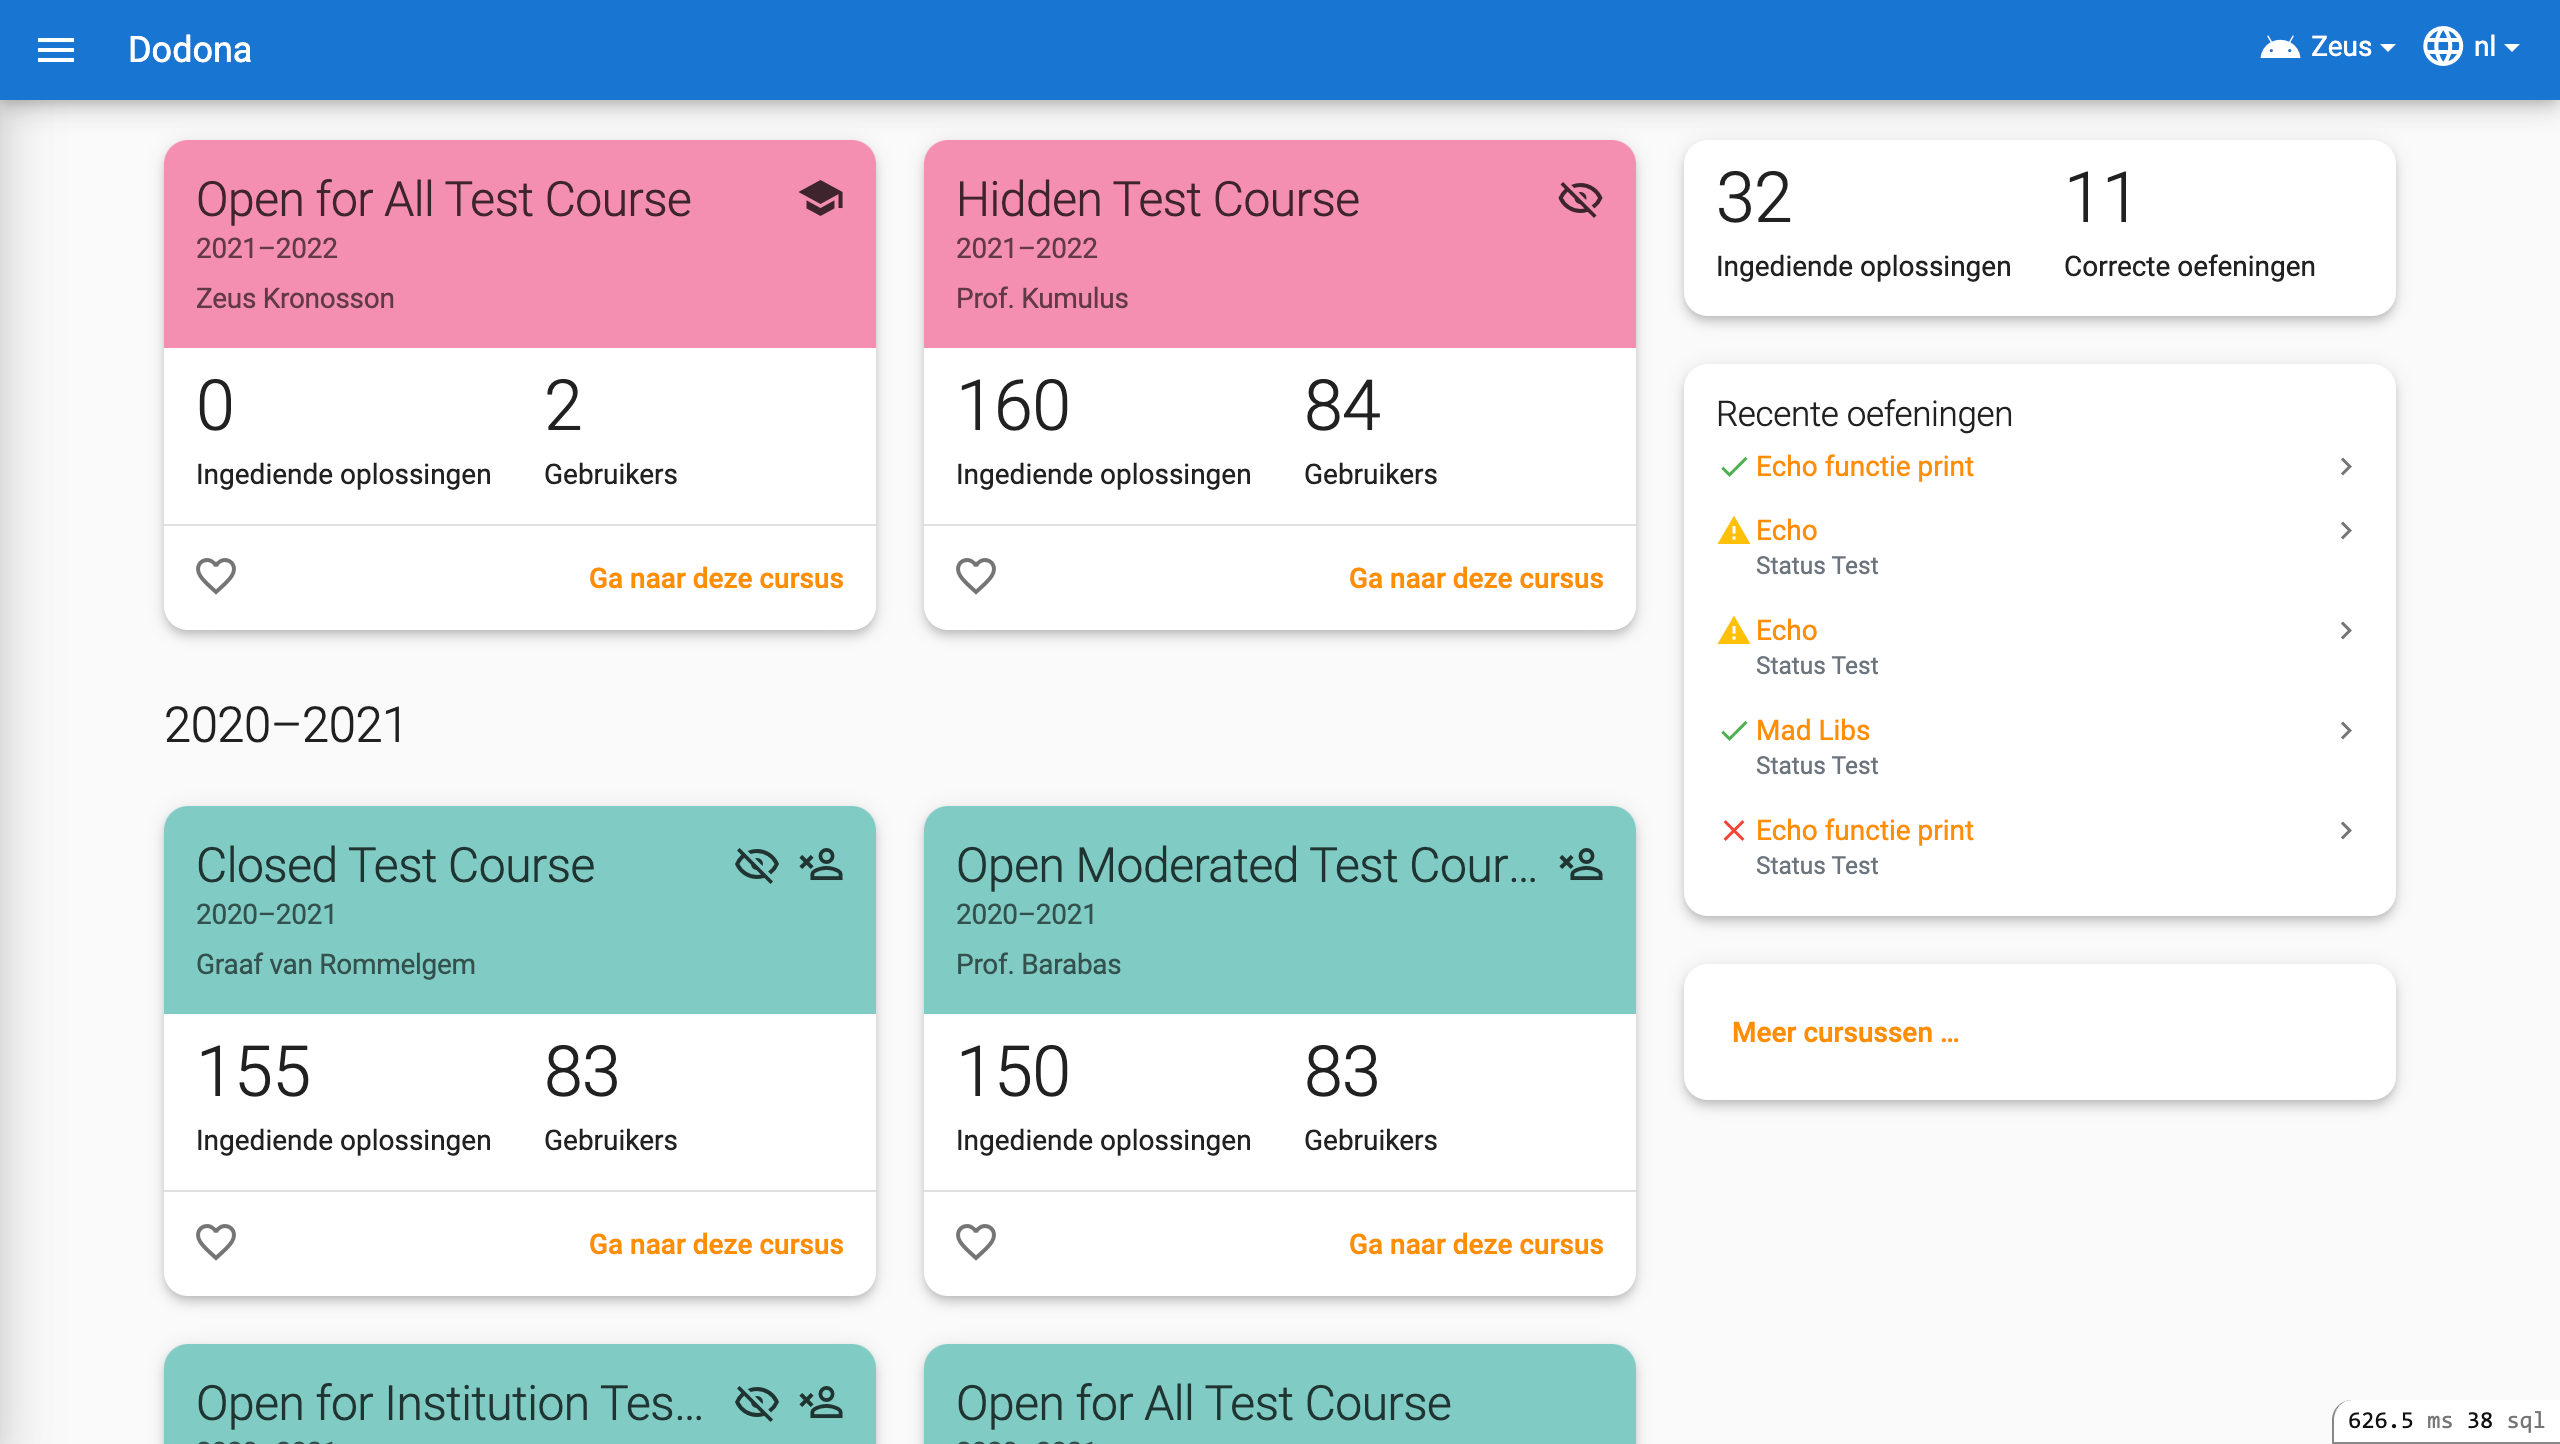 Dodona
Zeus
nl
Open for All Test Course
2021–2022
Zeus Kronosson
0
Ingediende oplossingen
2
Gebruikers
Ga naar deze cursus
Hidden Test Course
2021–2022
Prof. Kumulus
160
Ingediende oplossingen
84
Gebruikers
Ga naar deze cursus
2020–2021
Closed Test Course
2020–2021
Graaf van Rommelgem
155
Ingediende oplossingen
83
Gebruikers
Ga naar deze cursus
Open Moderated Test Cour...
2020–2021
Prof. Barabas
150
Ingediende oplossingen
83
Gebruikers
Ga naar deze cursus
Open for Institution Tes...
Open for All Test Course
32
Ingediende oplossingen
11
Correcte oefeningen
Recente oefeningen
Echo functie print
Echo
Status Test
Echo
Status Test
Mad Libs
Status Test
Echo functie print
Status Test
Meer cursussen ...
626.5 ms 38 sql